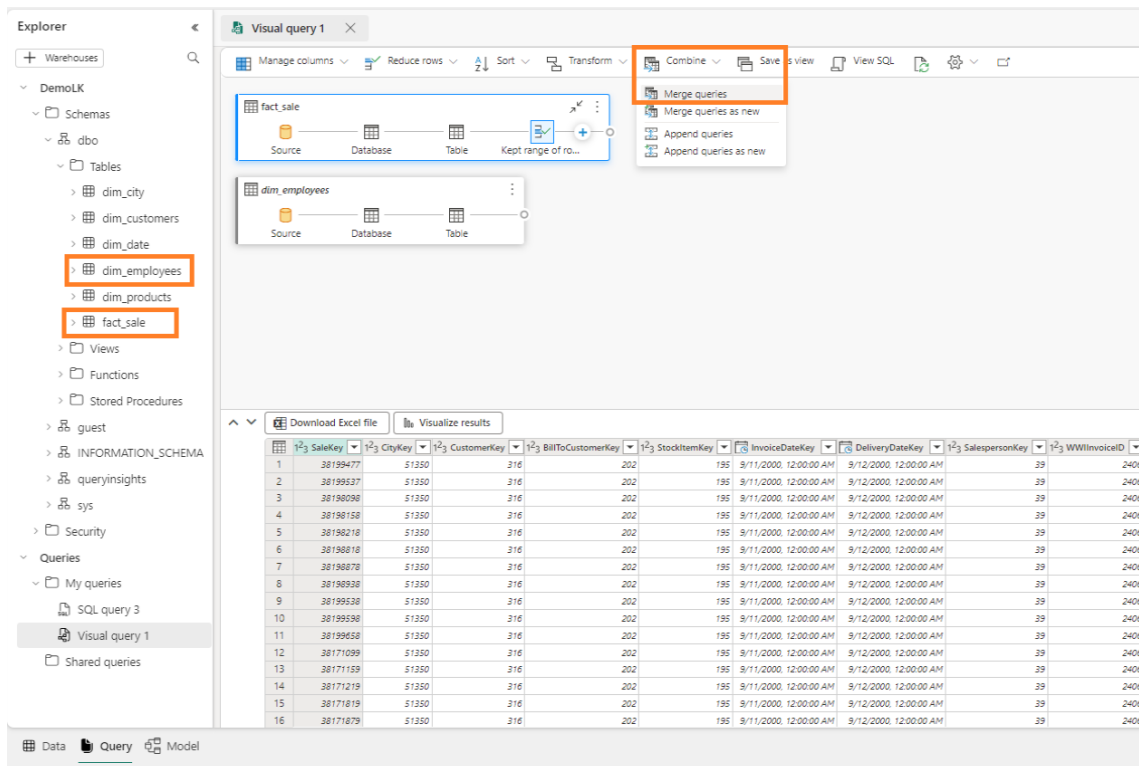 Explorer
Visual query 1
Warehouses
Manage columns
Reduce rows
Sort
Transform
Combine
Save as view
View SQL
DemoLK
Schemas
dbo
Tables
dim_city
dim_customers
dim_date
dim_employees
dim_products
fact_sale
Views
Functions
Stored Procedures
guest
INFORMATION_SCHEMA
queryinsights
sys
Security
Queries
My queries
SQL query 3
Visual query 1
Shared queries
Merge queries
Merge queries as new
Append queries
Append queries as new
fact_sale
Source Database Table Kept range of ro...
dim_employees
Source Database Table
Download Excel file Visualize results
SaleKey CityKey CustomerKey BillToCustomerKey StockItemKey InvoiceDateKey DeliveryDateKey SalespersonKey WWIInvoiceID
1 38199477 51350 316 202 195 9/11/2000, 12:00:00 AM 9/12/2000, 12:00:00 AM 39 2406
2 38199537 51350 316 202 195 9/11/2000, 12:00:00 AM 9/12/2000, 12:00:00 AM 39 2406
3 38198098 51350 316 202 195 9/11/2000, 12:00:00 AM 9/12/2000, 12:00:00 AM 39 2406
4 38198158 51350 316 202 195 9/11/2000, 12:00:00 AM 9/12/2000, 12:00:00 AM 39 2406
5 38198218 51350 316 202 195 9/11/2000, 12:00:00 AM 9/12/2000, 12:00:00 AM 39 2406
6 38198818 51350 316 202 195 9/11/2000, 12:00:00 AM 9/12/2000, 12:00:00 AM 39 2406
7 38198878 51350 316 202 195 9/11/2000, 12:00:00 AM 9/12/2000, 12:00:00 AM 39 2406
8 38198938 51350 316 202 195 9/11/2000, 12:00:00 AM 9/12/2000, 12:00:00 AM 39 2406
9 38199538 51350 316 202 195 9/11/2000, 12:00:00 AM 9/12/2000, 12:00:00 AM 39 2406
10 38199598 51350 316 202 195 9/11/2000, 12:00:00 AM 9/12/2000, 12:00:00 AM 39 2406
11 38199658 51350 316 202 195 9/11/2000, 12:00:00 AM 9/12/2000, 12:00:00 AM 39 2406
12 38171099 51350 316 202 195 9/11/2000, 12:00:00 AM 9/12/2000, 12:00:00 AM 39 2406
13 38171159 51350 316 202 195 9/11/2000, 12:00:00 AM 9/12/2000, 12:00:00 AM 39 2406
14 38171219 51350 316 202 195 9/11/2000, 12:00:00 AM 9/12/2000, 12:00:00 AM 39 2406
15 38171819 51350 316 202 195 9/11/2000, 12:00:00 AM 9/12/2000, 12:00:00 AM 39 2406
16 38171879 51350 316 202 195 9/11/2000, 12:00:00 AM 9/12/2000, 12:00:00 AM 39 2406
Data Query Model